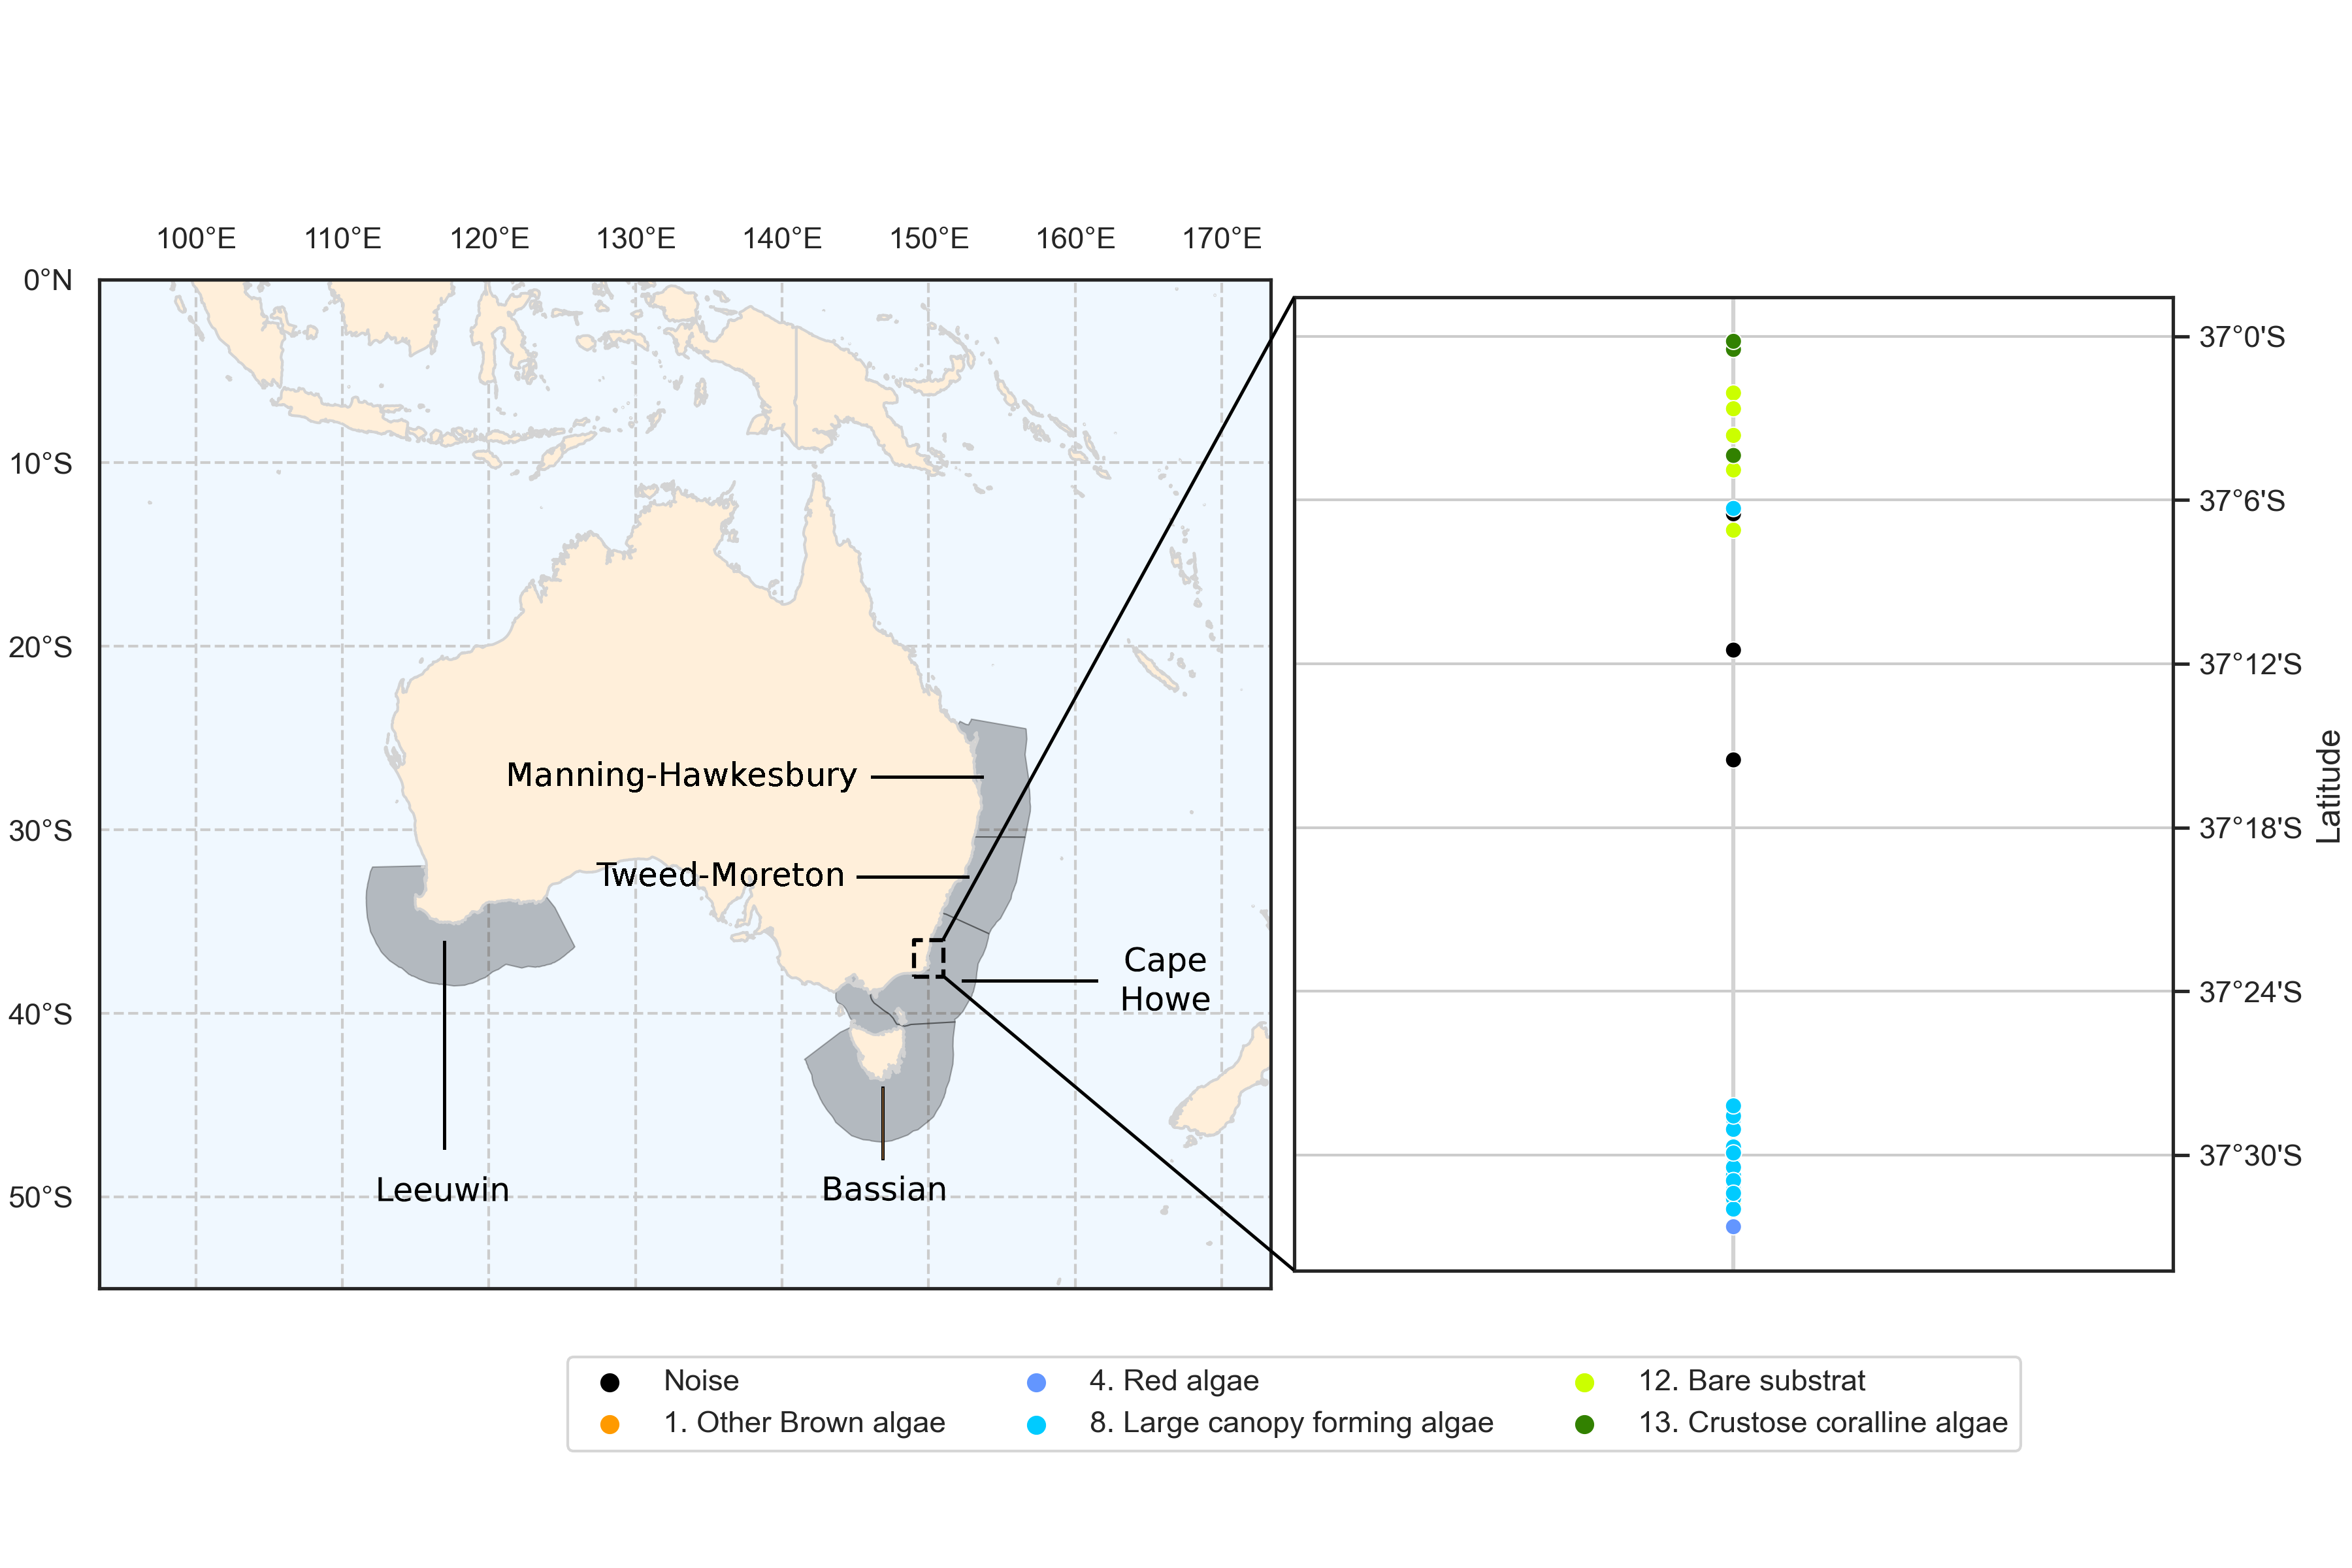 100°E 110°E 120°E 130°E 140°E 150°E 160°E 170°E
0°N
10°S
20°S
30°S
40°S
50°S
Manning-Hawkesbury
Tweed-Moreton
Cape
Howe
Leeuwin
Bassian
37°0'S
37°6'S
37°12'S
37°18'S
37°24'S
37°30'S
Latitude
Noise
1. Other Brown algae
4. Red algae
8. Large canopy forming algae
12. Bare substrat
13. Crustose coralline algae